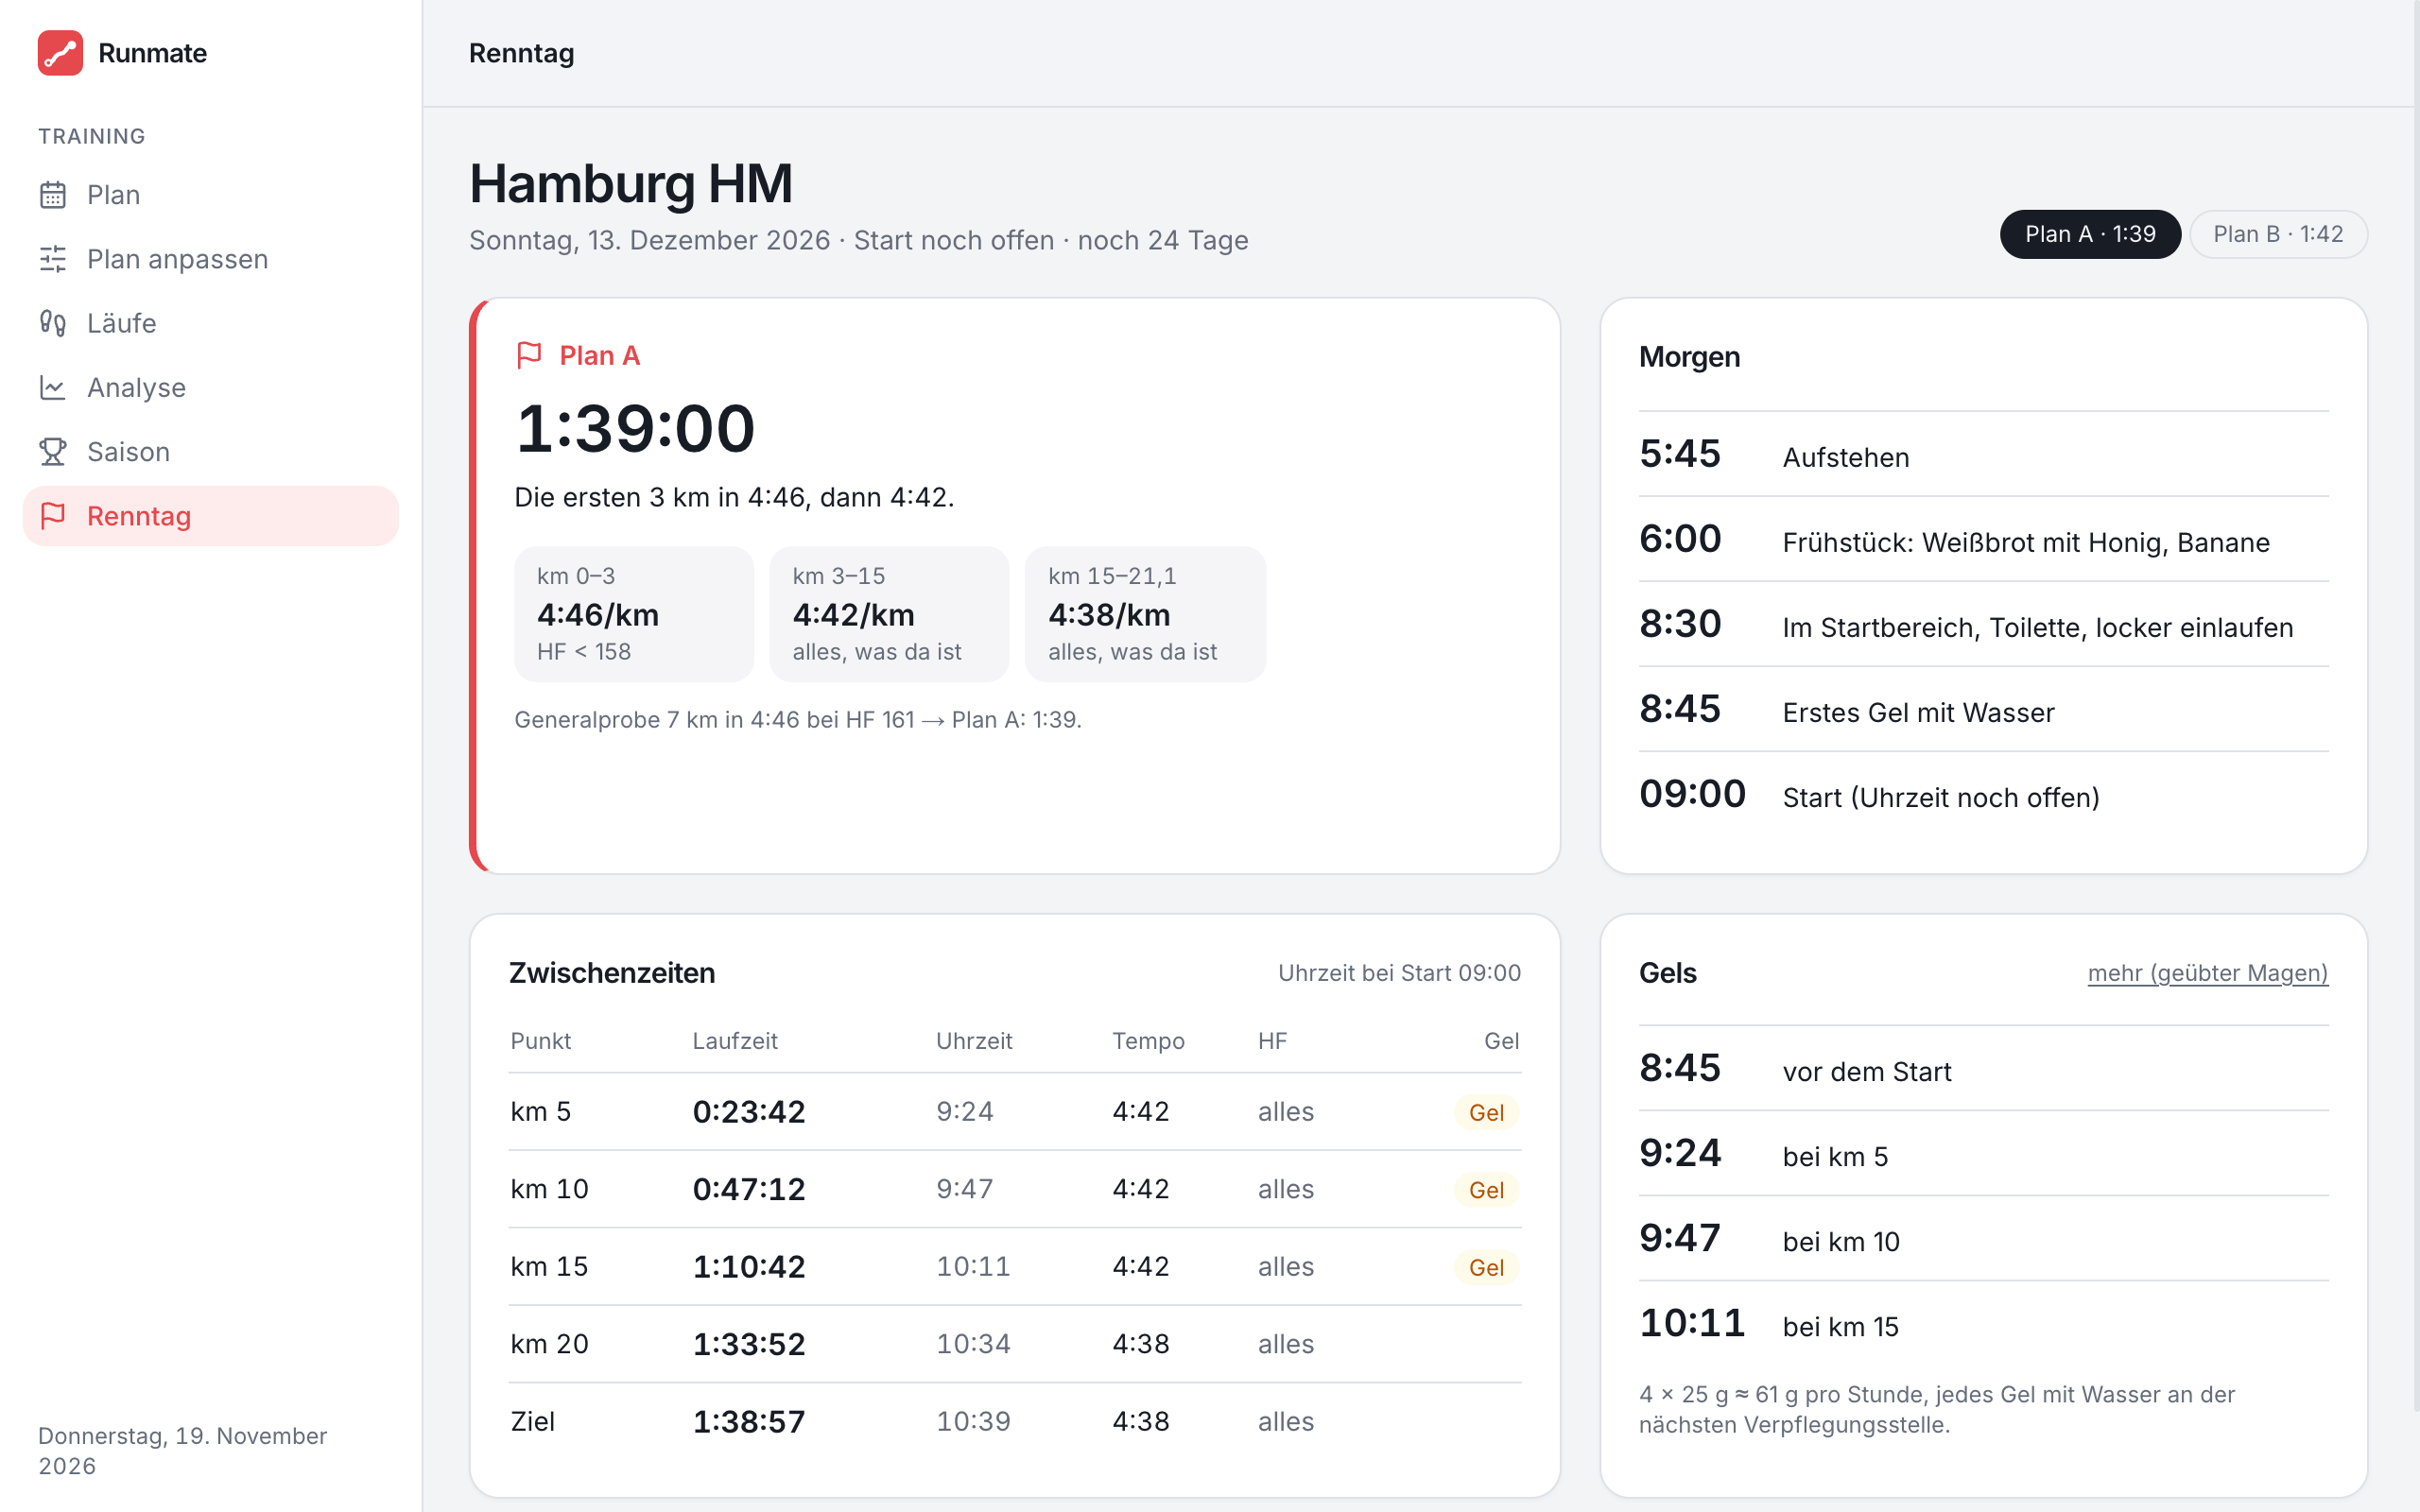 Runmate
TRAINING
Plan
Plan anpassen
Läufe
Analyse
Saison
Renntag
Donnerstag, 19. November
2026
Renntag
Hamburg HM
Sonntag, 13. Dezember 2026 · Start noch offen · noch 24 Tage
Plan A · 1:39
Plan B · 1:42
Plan A
1:39:00
Die ersten 3 km in 4:46, dann 4:42.
km 0–3
4:46/km
HF < 158
km 3–15
4:42/km
alles, was da ist
km 15–21,1
4:38/km
alles, was da ist
Generalprobe 7 km in 4:46 bei HF 161 → Plan A: 1:39.
Morgen
5:45 Aufstehen
6:00 Frühstück: Weißbrot mit Honig, Banane
8:30 Im Startbereich, Toilette, locker einlaufen
8:45 Erstes Gel mit Wasser
09:00 Start (Uhrzeit noch offen)
Zwischenzeiten
Uhrzeit bei Start 09:00
Punkt Laufzeit Uhrzeit Tempo HF Gel
km 5 0:23:42 9:24 4:42 alles Gel
km 10 0:47:12 9:47 4:42 alles Gel
km 15 1:10:42 10:11 4:42 alles Gel
km 20 1:33:52 10:34 4:38 alles
Ziel 1:38:57 10:39 4:38 alles
Gels
mehr (geübter Magen)
8:45 vor dem Start
9:24 bei km 5
9:47 bei km 10
10:11 bei km 15
4 × 25 g ≈ 61 g pro Stunde, jedes Gel mit Wasser an der
nächsten Verpflegungsstelle.